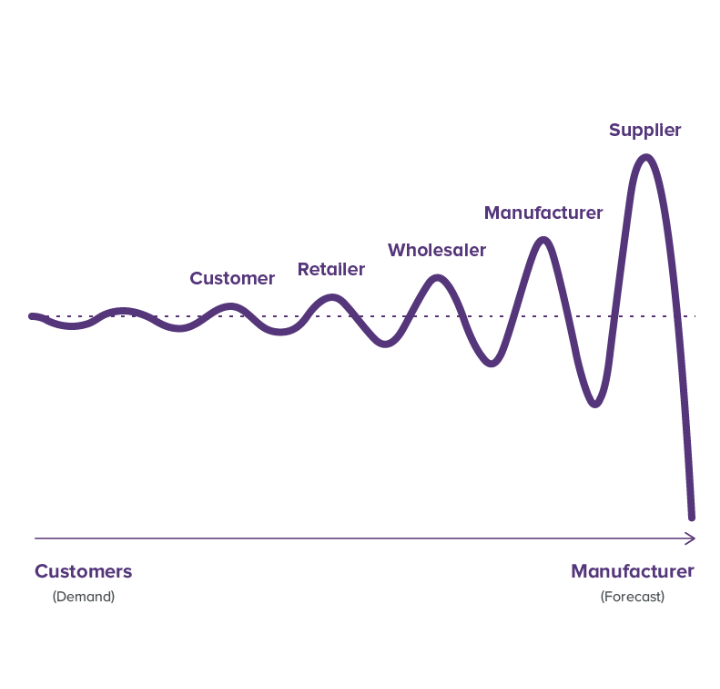 Supplier
Manufacturer
Wholesaler
Retailer
Customer
Customers
(Demand)
Manufacturer
(Forecast)